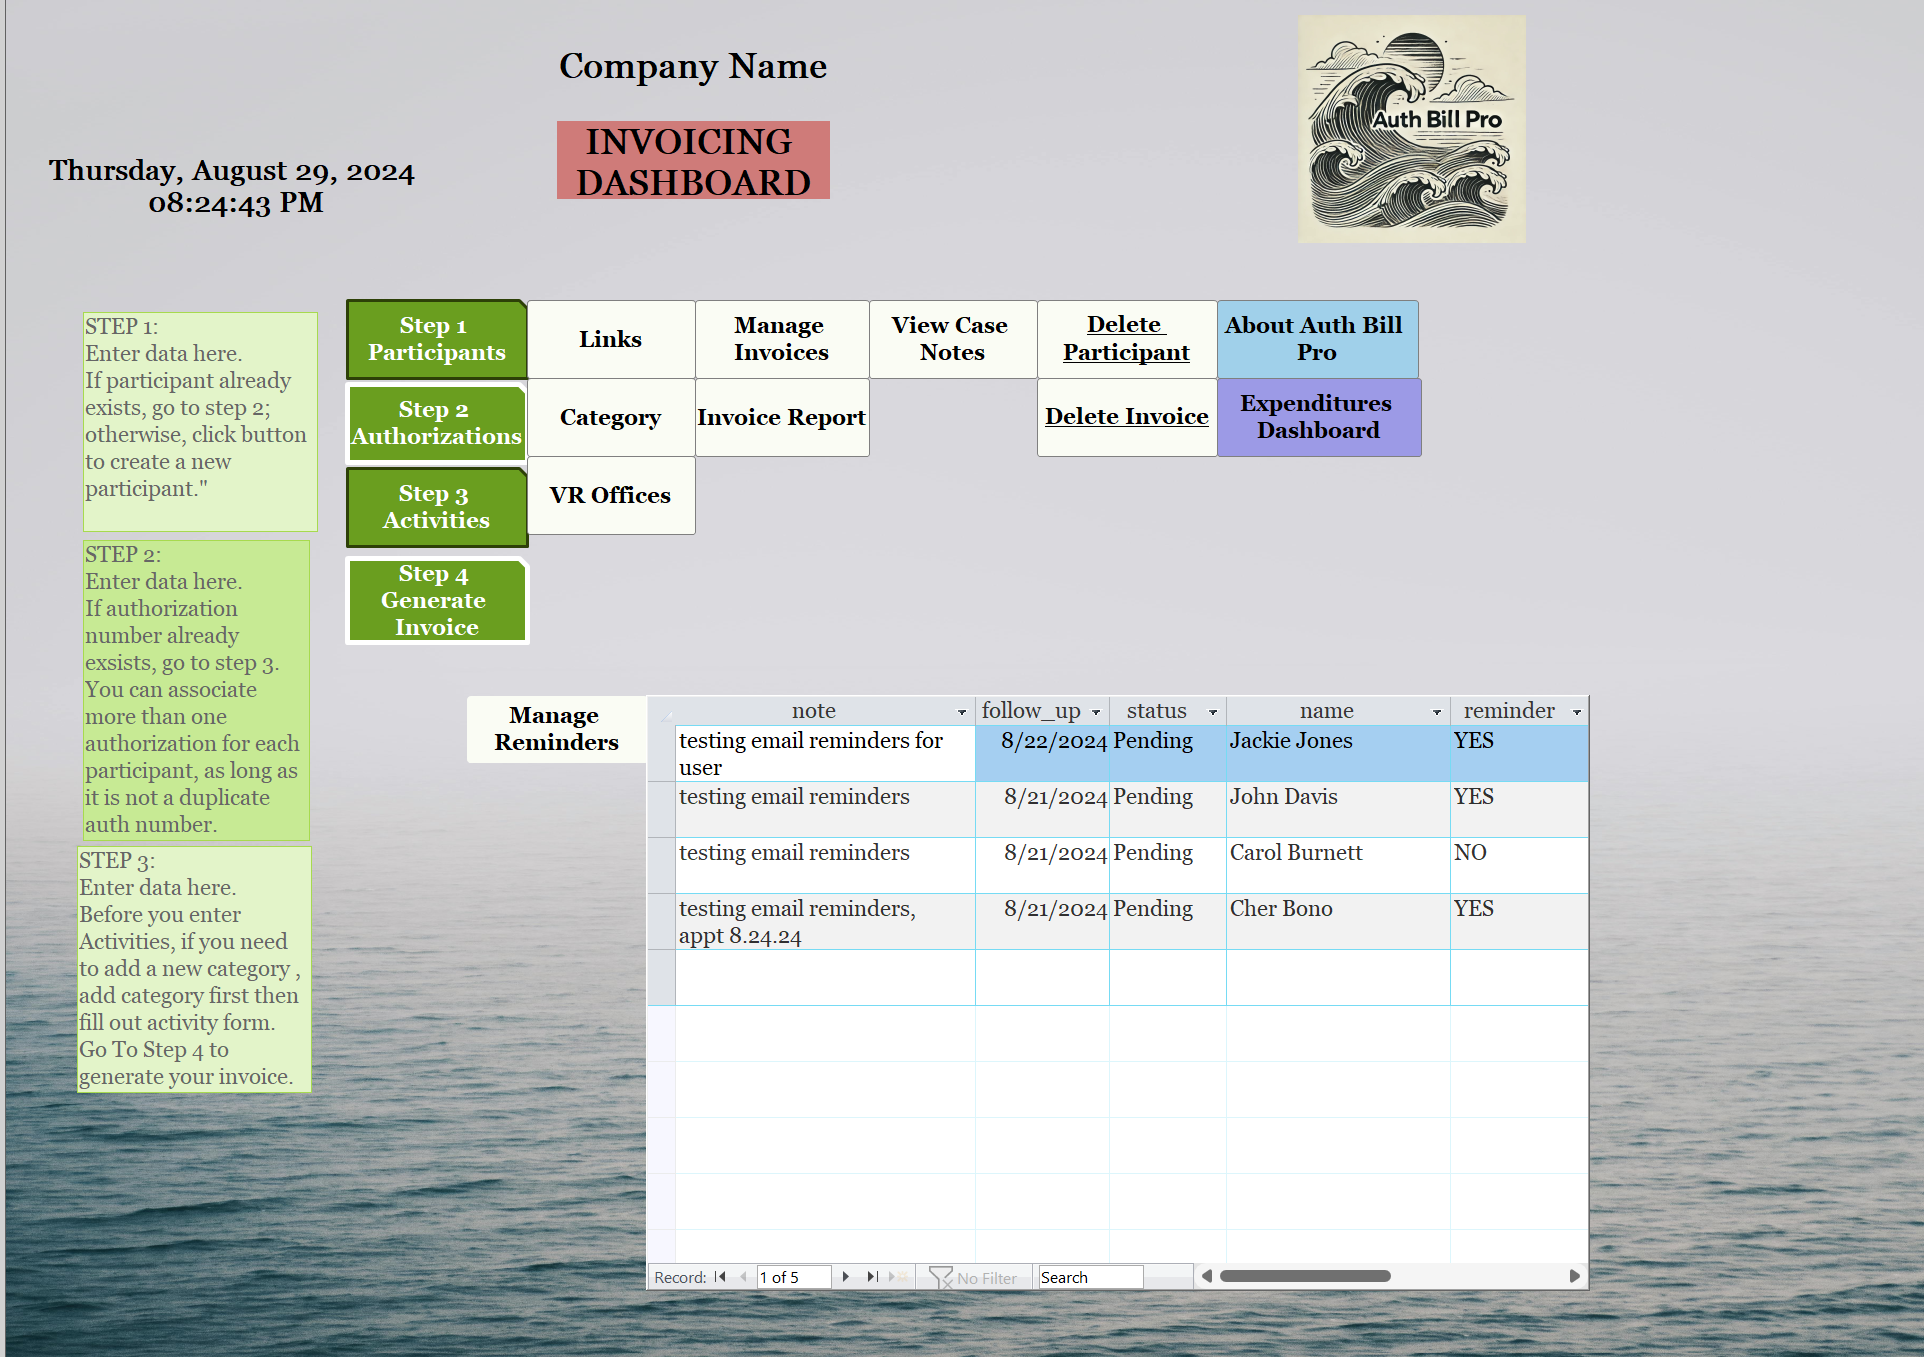 Company Name
INVOICING
DASHBOARD
Auth Bill Pro
Thursday, August 29, 2024
08:24:43 PM
STEP 1:
Enter data here.
If participant already
exists, go to step 2;
otherwise, click button
to create a new
participant."
STEP 2:
Enter data here.
If authorization
number already
exsists, go to step 3.
You can associate
more than one
authorization for each
participant, as long as
it is not a duplicate
auth number.
STEP 3:
Enter data here.
Before you enter
Activities, if you need
to add a new category ,
add category first then
fill out activity form.
Go To Step 4 to
generate your invoice.
Step 1
Participants
Links
Manage
Invoices
View Case
Notes
Delete
Participant
About Auth Bill
Pro
Step 2
Authorizations
Category
Invoice Report
Delete Invoice
Expenditures
Dashboard
Step 3
Activities
VR Offices
Step 4
Generate
Invoice
Manage
Reminders
note follow_up status name reminder
testing email reminders for
user
8/22/2024 Pending Jackie Jones YES
testing email reminders 8/21/2024 Pending John Davis YES
testing email reminders 8/21/2024 Pending Carol Burnett NO
testing email reminders,
appt 8.24.24
8/21/2024 Pending Cher Bono YES
Record: 1 of 5 No Filter Search